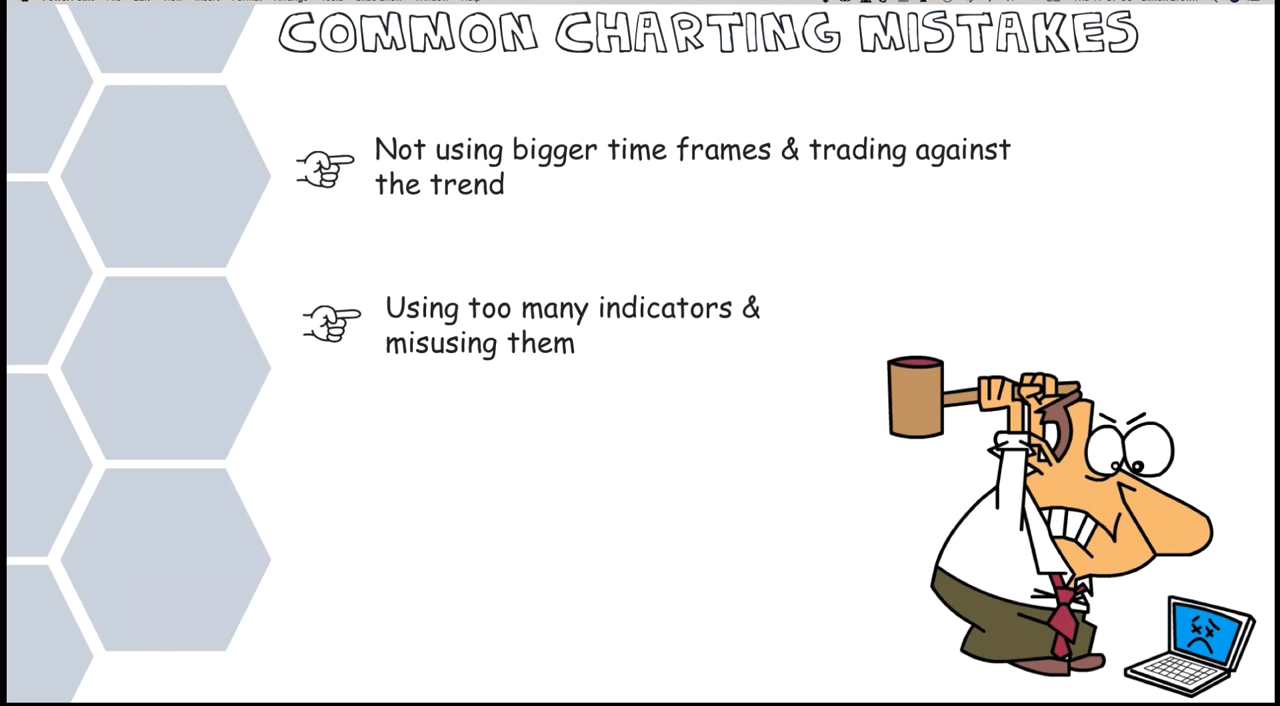 COMMON CHARTING MISTAKES
Not using bigger time frames & trading against
the trend
Using too many indicators &
misusing them